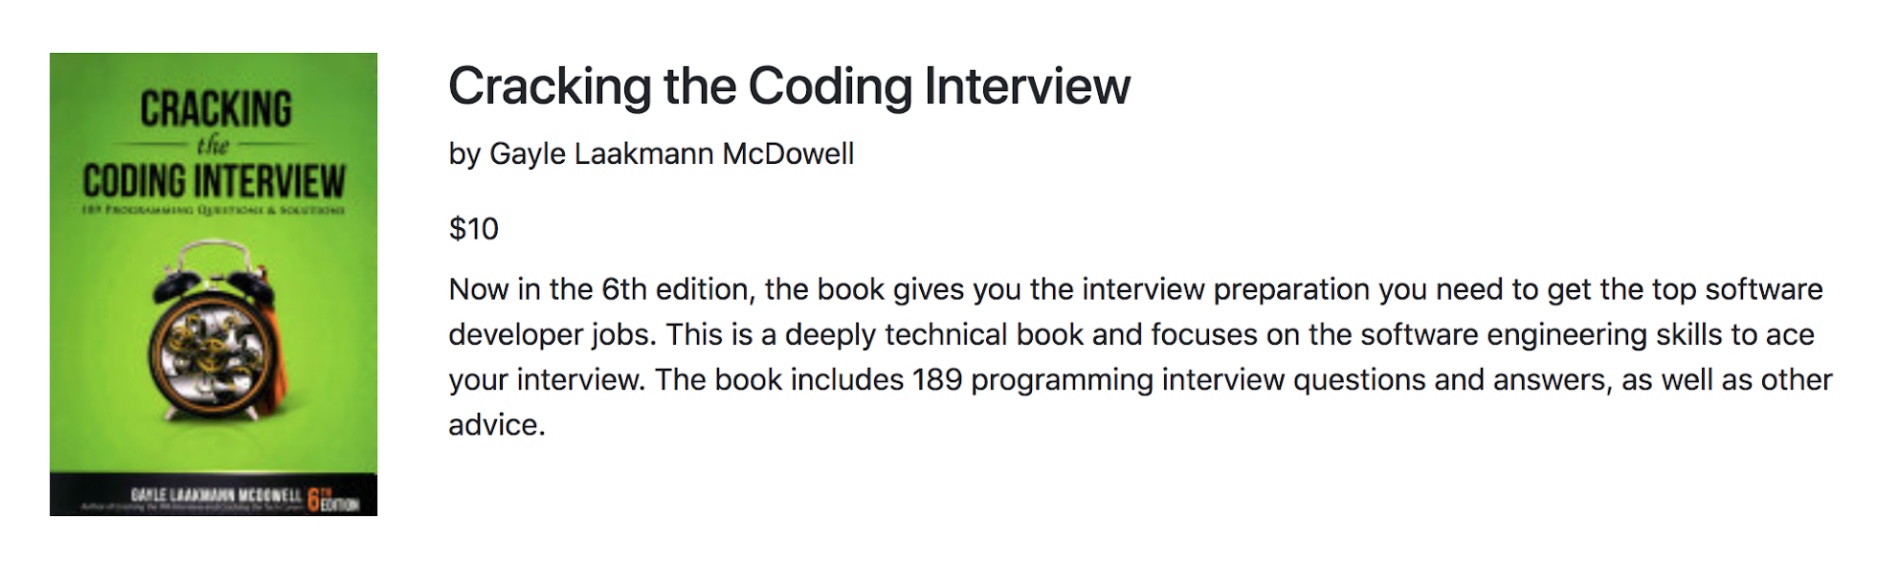 CRACKING
the
CODING INTERVIEW
189 PROGRAMMING QUESTIONS & SOLUTIONS
GAYLE LAAKMANN MCDOWELL 6TH EDITION
Cracking the Coding Interview
by Gayle Laakmann McDowell
$10
Now in the 6th edition, the book gives you the interview preparation you need to get the top software
developer jobs. This is a deeply technical book and focuses on the software engineering skills to ace
your interview. The book includes 189 programming interview questions and answers, as well as other
advice.